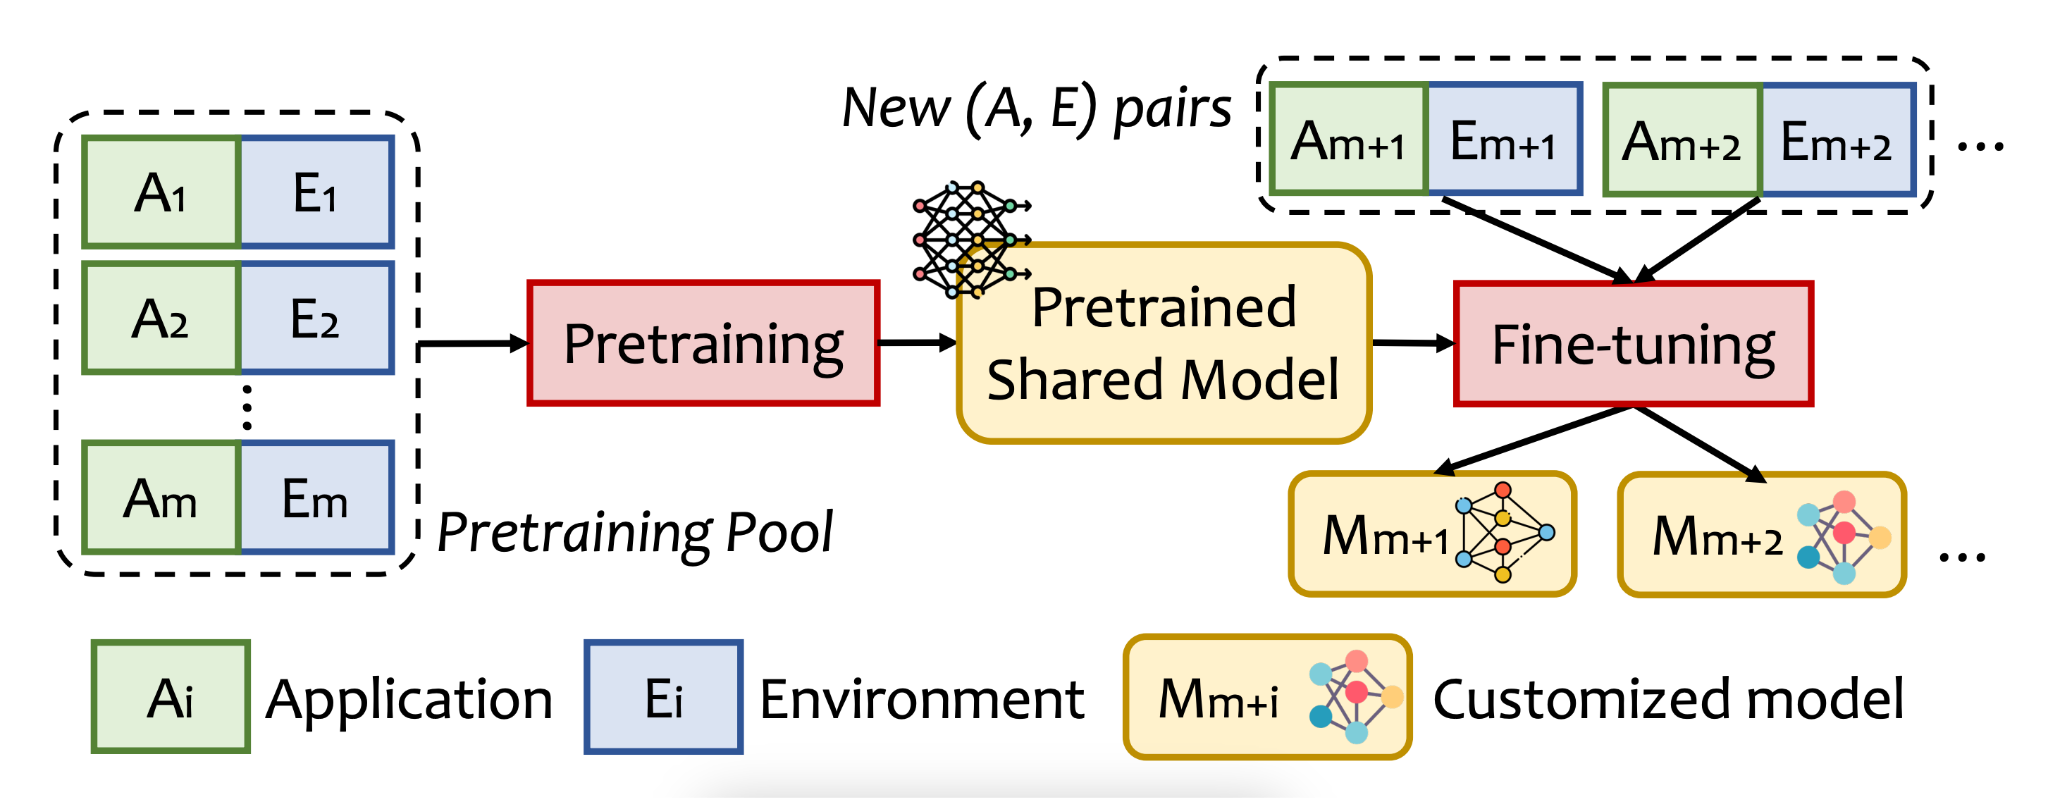 New (A, E) pairs
Am+1 Em+1 Am+2 Em+2 ...
A1 E1
A2 E2
Am Em
Pretraining Pool
Pretraining
Pretrained
Shared Model
Fine-tuning
Mm+1 Mm+2 ...
Ai Application Ei Environment Mm+i Customized model